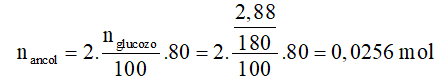 n_ancol = 2. n_glucozo/100 .80 = 2. (2,88/180)/100 .80 = 0,0256 mol